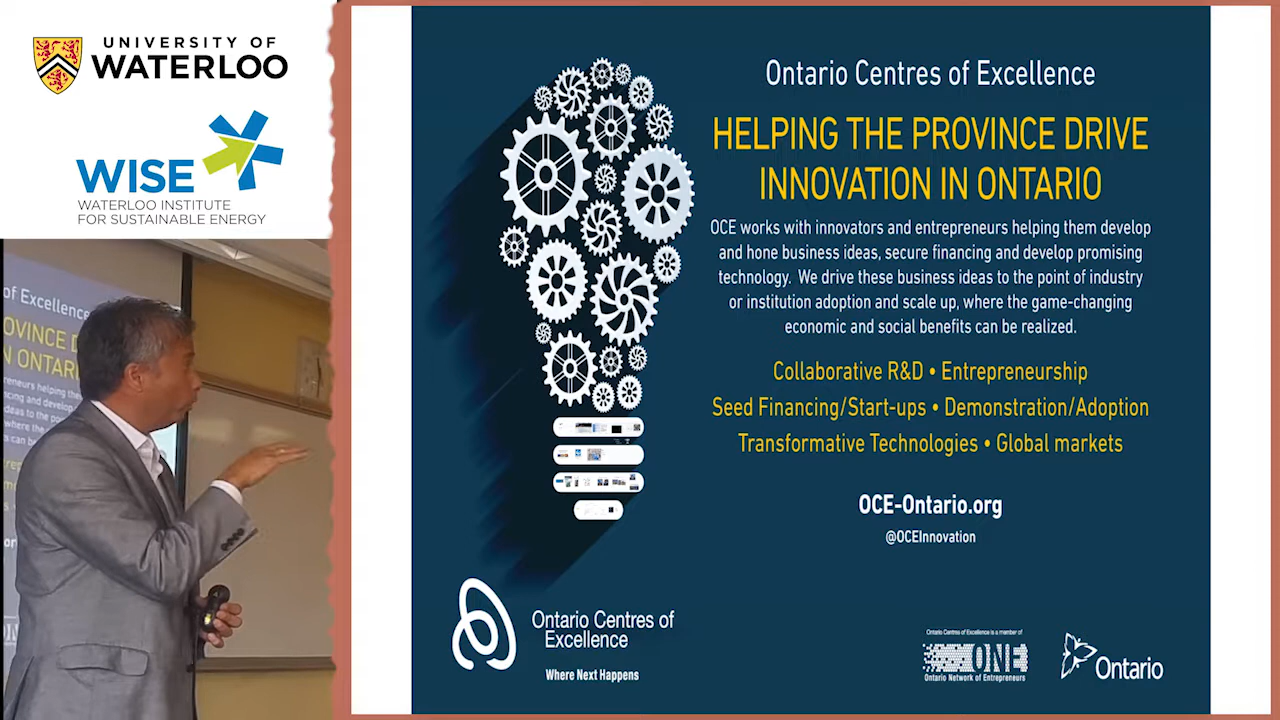 UNIVERSITY OF
WATERLOO
WISE
WATERLOO INSTITUTE
FOR SUSTAINABLE ENERGY
Ontario Centres of Excellence
HELPING THE PROVINCE DRIVE
INNOVATION IN ONTARIO
OCE works with innovators and entrepreneurs helping them develop
and hone business ideas, secure financing and develop promising
technology. We drive these business ideas to the point of industry
or institution adoption and scale up, where the game-changing
economic and social benefits can be realized.
Collaborative R&D • Entrepreneurship
Seed Financing/Start-ups • Demonstration/Adoption
Transformative Technologies • Global markets
OCE-Ontario.org
@OCEInnovation
Ontario Centres of
Excellence
Where Next Happens
Ontario Centres of Excellence is a member of
ONE
Ontario Network of Entrepreneurs
Ontario
of Excellence
OVINCE
N ONTAR